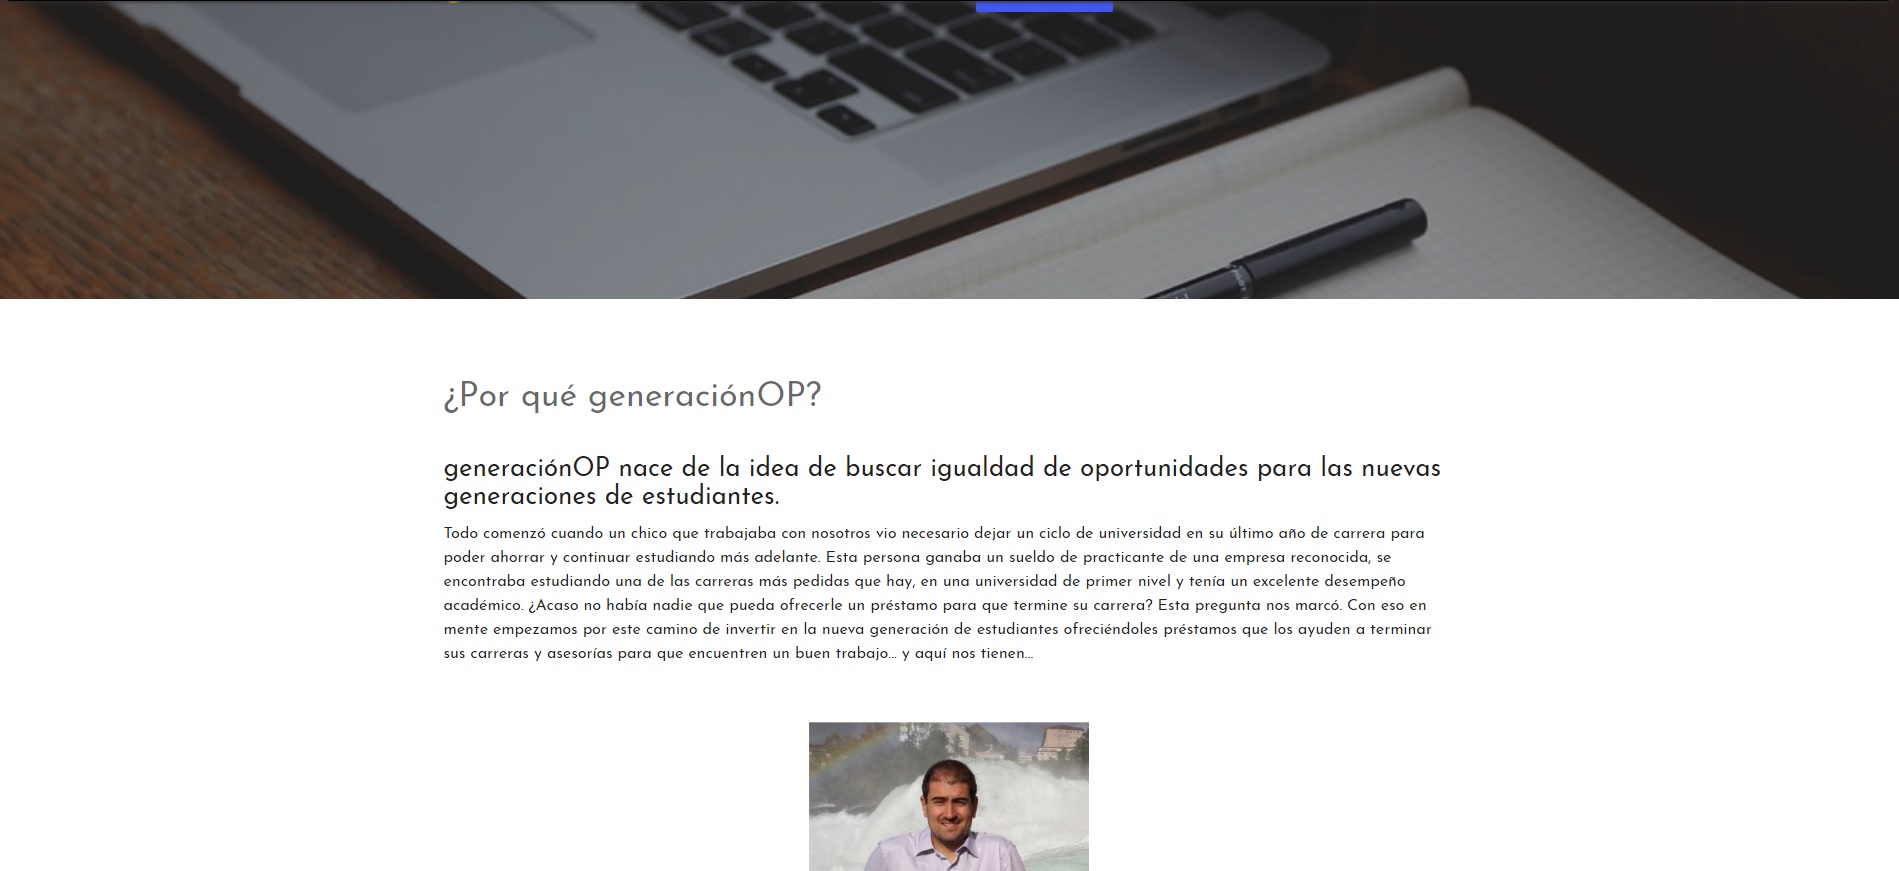 ¿Por qué generaciónOP?
generaciónOP nace de la idea de buscar igualdad de oportunidades para las nuevas
generaciones de estudiantes.
Todo comenzó cuando un chico que trabajaba con nosotros vio necesario dejar un ciclo de universidad en su último año de carrera para
poder ahorrar y continuar estudiando más adelante. Esta persona ganaba un sueldo de practicante de una empresa reconocida, se
encontraba estudiando una de las carreras más pedidas que hay, en una universidad de primer nivel y tenía un excelente desempeño
académico. ¿Acaso no había nadie que pueda ofrecerle un préstamo para que termine su carrera? Esta pregunta nos marcó. Con eso en
mente empezamos por este camino de invertir en la nueva generación de estudiantes ofreciéndoles préstamos que los ayuden a terminar
sus carreras y asesorías para que encuentren un buen trabajo... y aquí nos tienen...